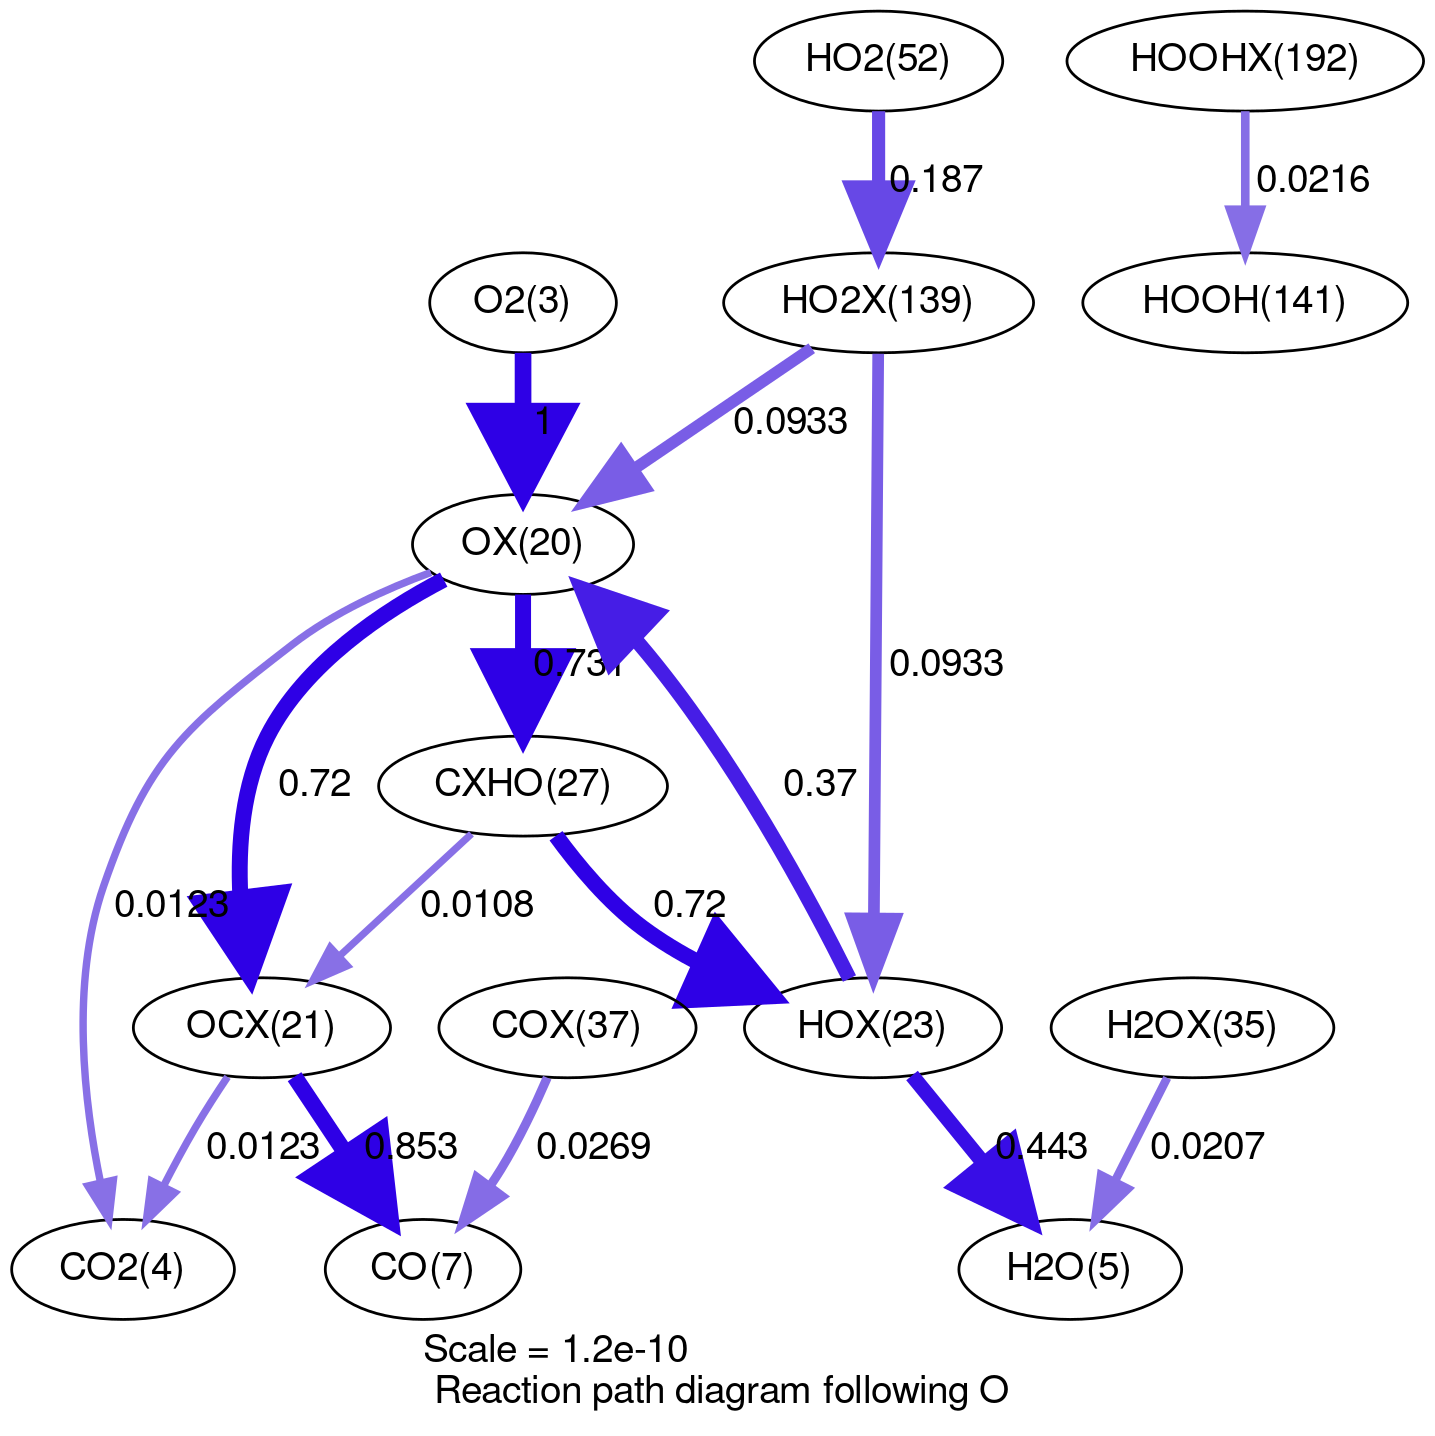 HO2(52)
HOOHX(192)
0.187
0.0216
O2(3)
HO2X(139)
HOOH(141)
1
0.0933
OX(20)
0.731
0.0933
0.72
CXHO(27)
0.37
0.0123
0.0108
0.72
OCX(21)
COX(37)
HOX(23)
H2OX(35)
0.0123
0.853
0.0269
0.443
0.0207
CO2(4)
CO(7)
H2O(5)
Scale = 1.2e-10
Reaction path diagram following O